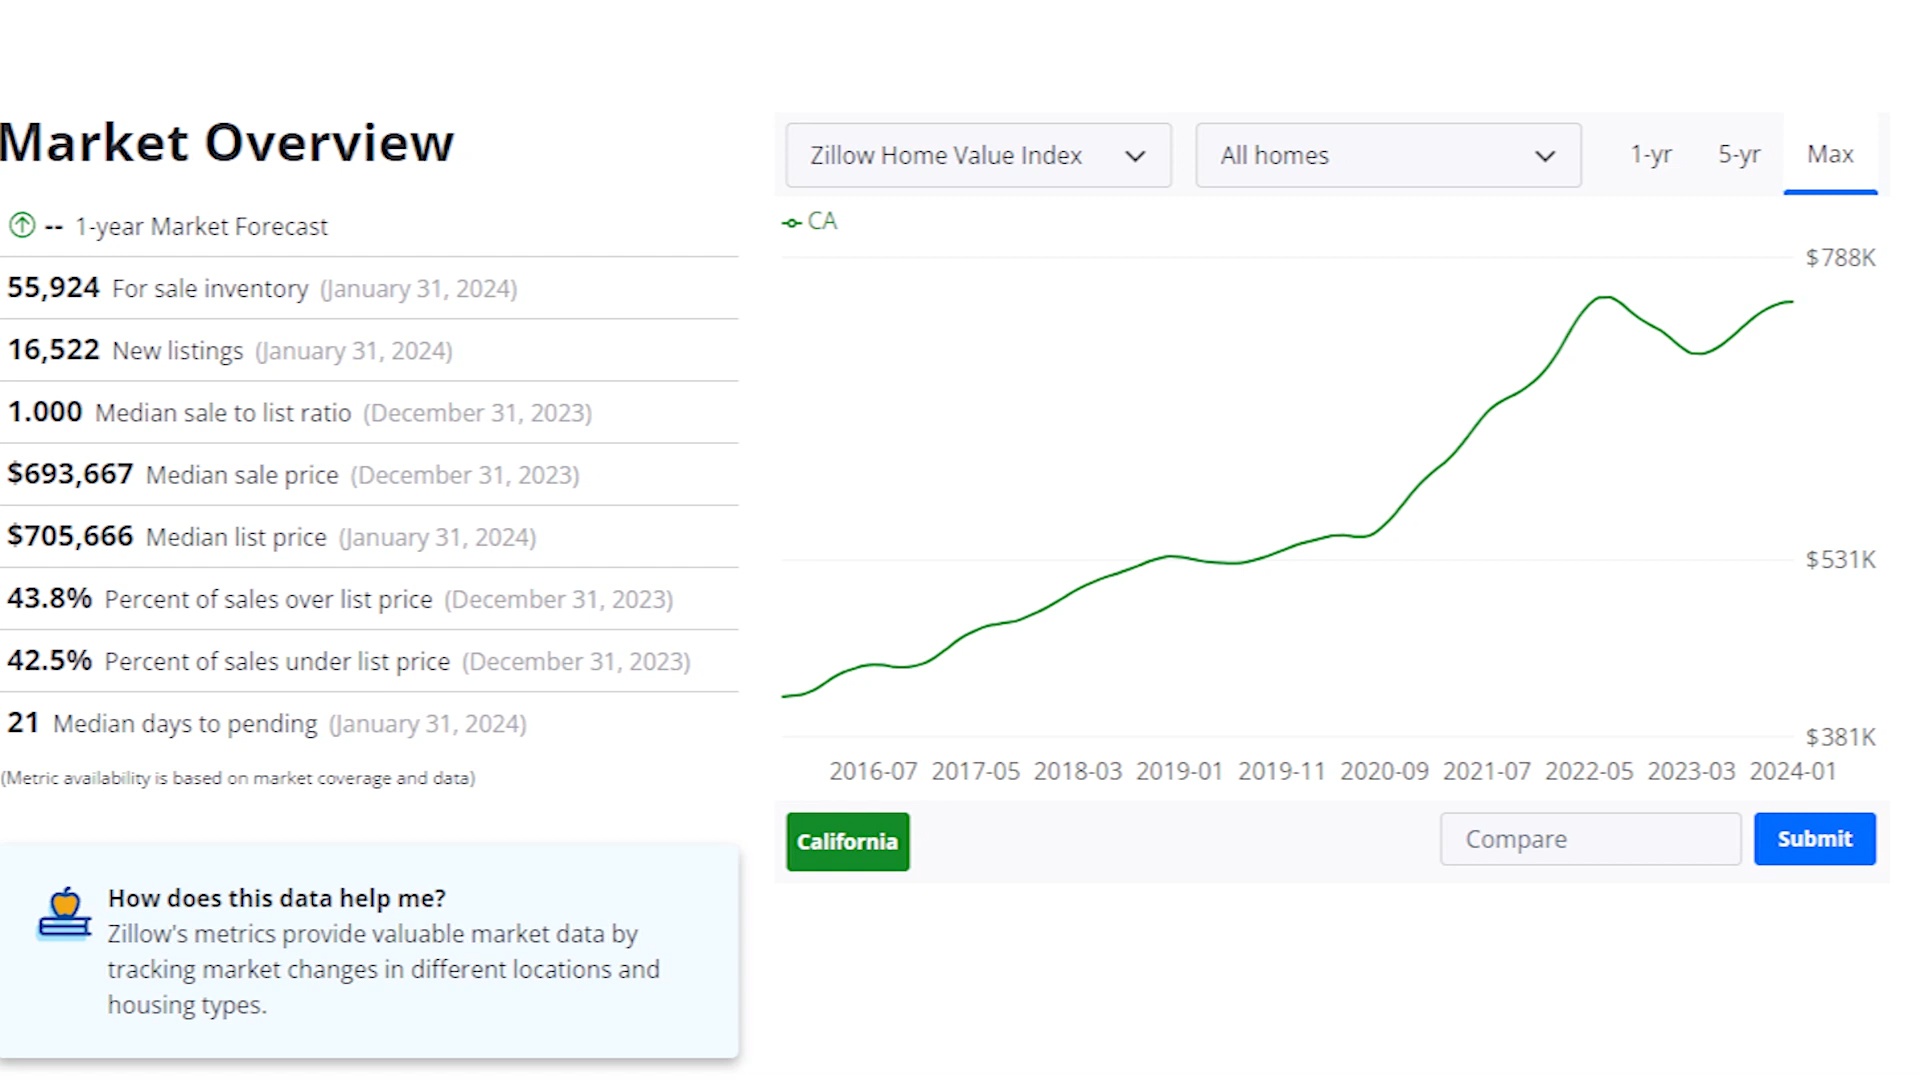 Market Overview
-- 1-year Market Forecast
55,924 For sale inventory (January 31, 2024)
16,522 New listings (January 31, 2024)
1.000 Median sale to list ratio (December 31, 2023)
$693,667 Median sale price (December 31, 2023)
$705,666 Median list price (January 31, 2024)
43.8% Percent of sales over list price (December 31, 2023)
42.5% Percent of sales under list price (December 31, 2023)
21 Median days to pending (January 31, 2024)
(Metric availability is based on market coverage and data)
How does this data help me?
Zillow's metrics provide valuable market data by
tracking market changes in different locations and
housing types.
Zillow Home Value Index All homes 1-yr 5-yr Max
CA
$788K
$531K
$381K
2016-07 2017-05 2018-03 2019-01 2019-11 2020-09 2021-07 2022-05 2023-03 2024-01
California Compare Submit